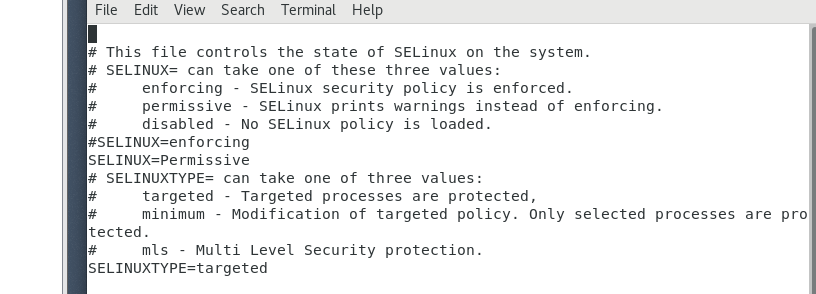 File Edit View Search Terminal Help
# This file controls the state of SELinux on the system.
# SELINUX= can take one of these three values:
#     enforcing - SELinux security policy is enforced.
#     permissive - SELinux prints warnings instead of enforcing.
#     disabled - No SELinux policy is loaded.
#SELINUX=enforcing
SELINUX=Permissive
# SELINUXTYPE= can take one of three values:
#     targeted - Targeted processes are protected,
#     minimum - Modification of targeted policy. Only selected processes are pro
tected.
#     mls - Multi Level Security protection.
SELINUXTYPE=targeted